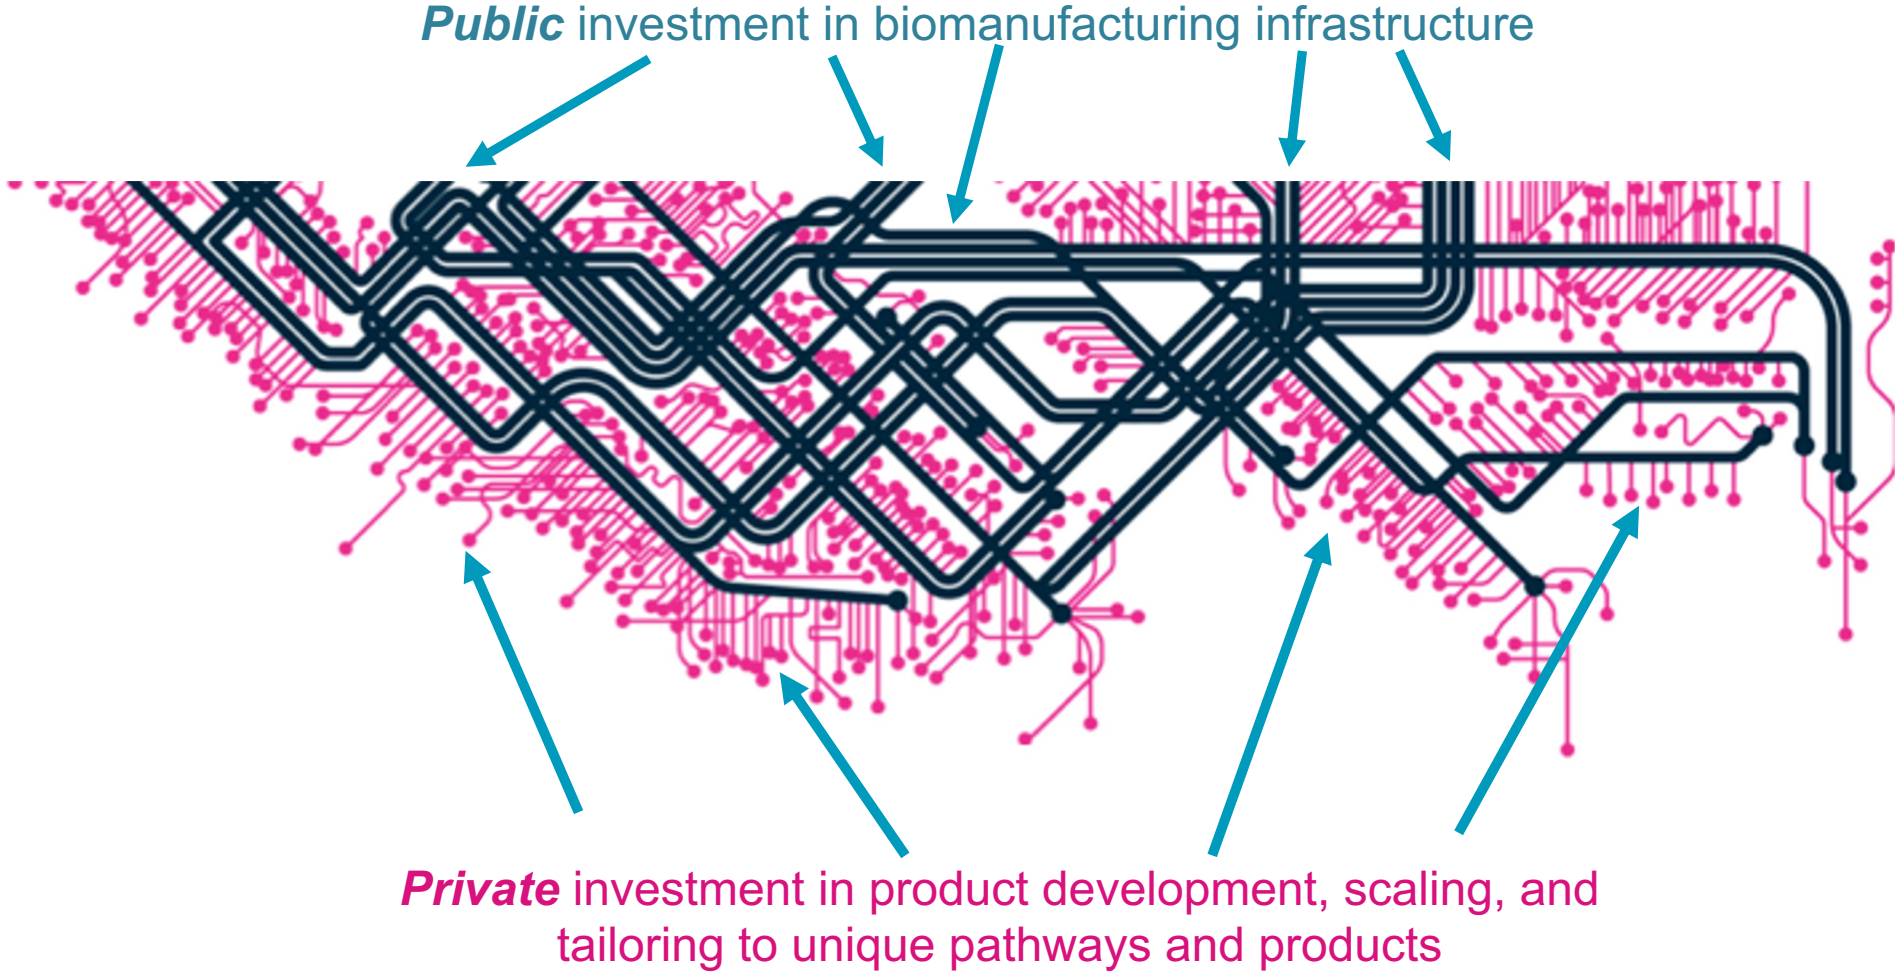 Public investment in biomanufacturing infrastructure
Private investment in product development, scaling, and
tailoring to unique pathways and products